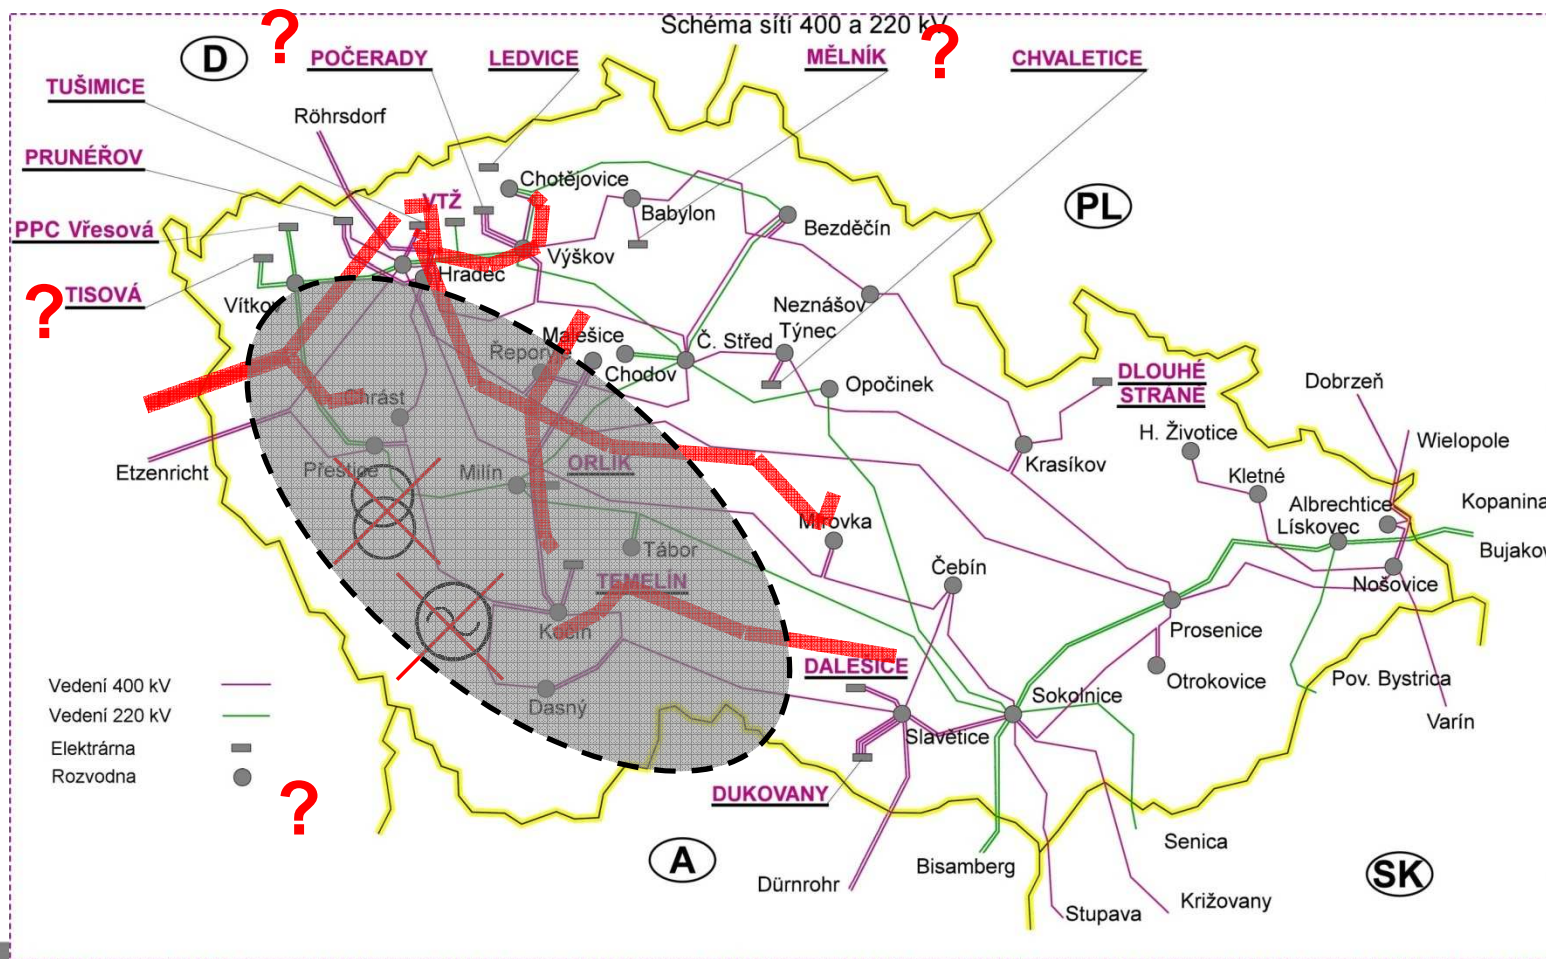 Schéma sítí 400 a 220 kV
?
?
D
POČERADY
LEDVICE
MĚLNÍK
CHVALETICE
TUŠIMICE
Röhrsdorf
PRUNÉŘOV
Chotějovice
VTŽ
Babylon
PL
PPC Vřesová
Bezděčín
Výškov
Hradec
?
TISOVÁ
Vítkov
Neznášov
Malešice
Týnec
Řeporyje
Č. Střed
Chodov
DLOUHÉ
STRANĚ
Dobrzeň
Opočinek
Chrást
H. Životice
Wielopole
Krasíkov
Etzenricht
Přeštice
Milín
ORLÍK
Kletné
Albrechtice
Kopanina
Mírovka
Lískovec
Bujakov
Tábor
Čebín
Nošovice
TEMELÍN
Kočín
Prosenice
DALEŠICE
Otrokovice
Pov. Bystrica
Vedení 400 kV
Sokolnice
Dasný
Varín
Vedení 220 kV
Slavětice
Elektrárna
Rozvodna
?
DUKOVANY
Senica
A
Bisamberg
Dürnrohr
SK
Križovany
Stupava